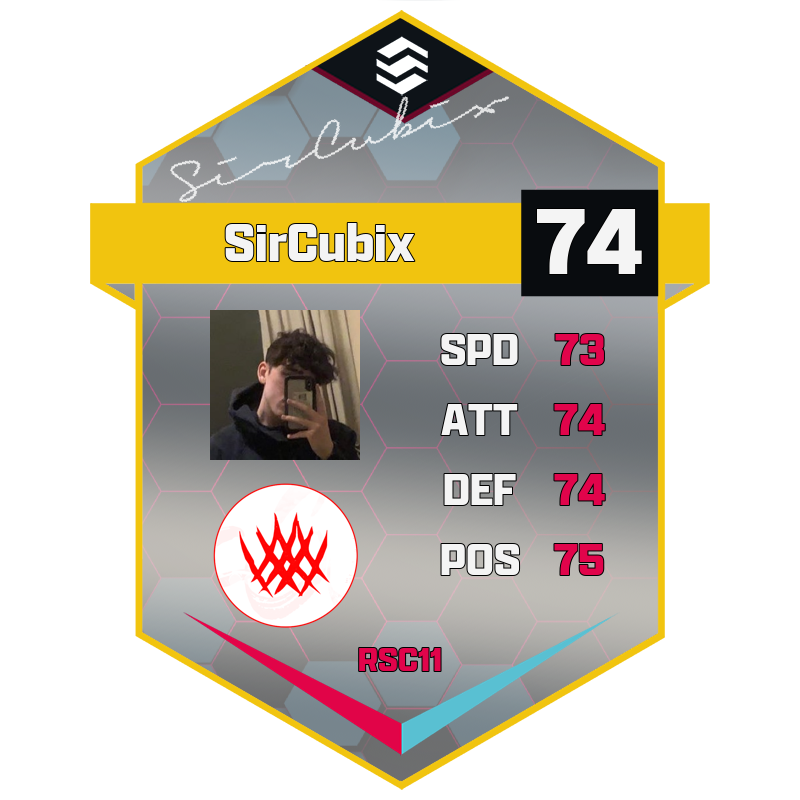 SirCubix
SirCubix
74
SPD 73
ATT 74
DEF 74
POS 75
RSC11